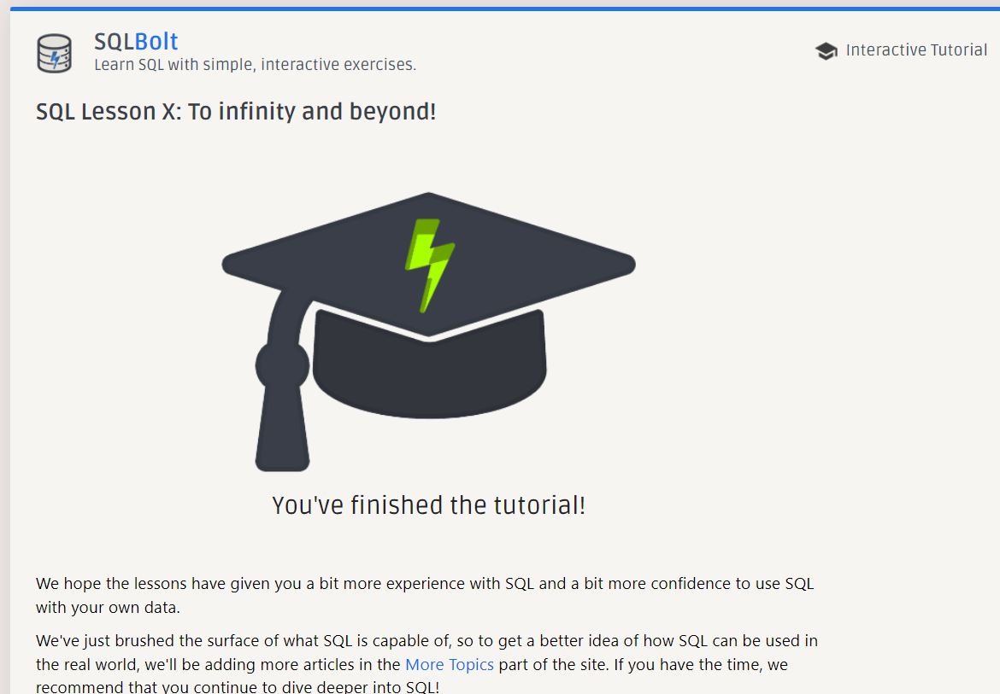 SQLBolt
Learn SQL with simple, interactive exercises.
Interactive Tutorial
SQL Lesson X: To infinity and beyond!
You've finished the tutorial!
We hope the lessons have given you a bit more experience with SQL and a bit more confidence to use SQL
with your own data.
We've just brushed the surface of what SQL is capable of, so to get a better idea of how SQL can be used in
the real world, we'll be adding more articles in the More Topics part of the site. If you have the time, we
recommend that you continue to dive deeper into SQL!